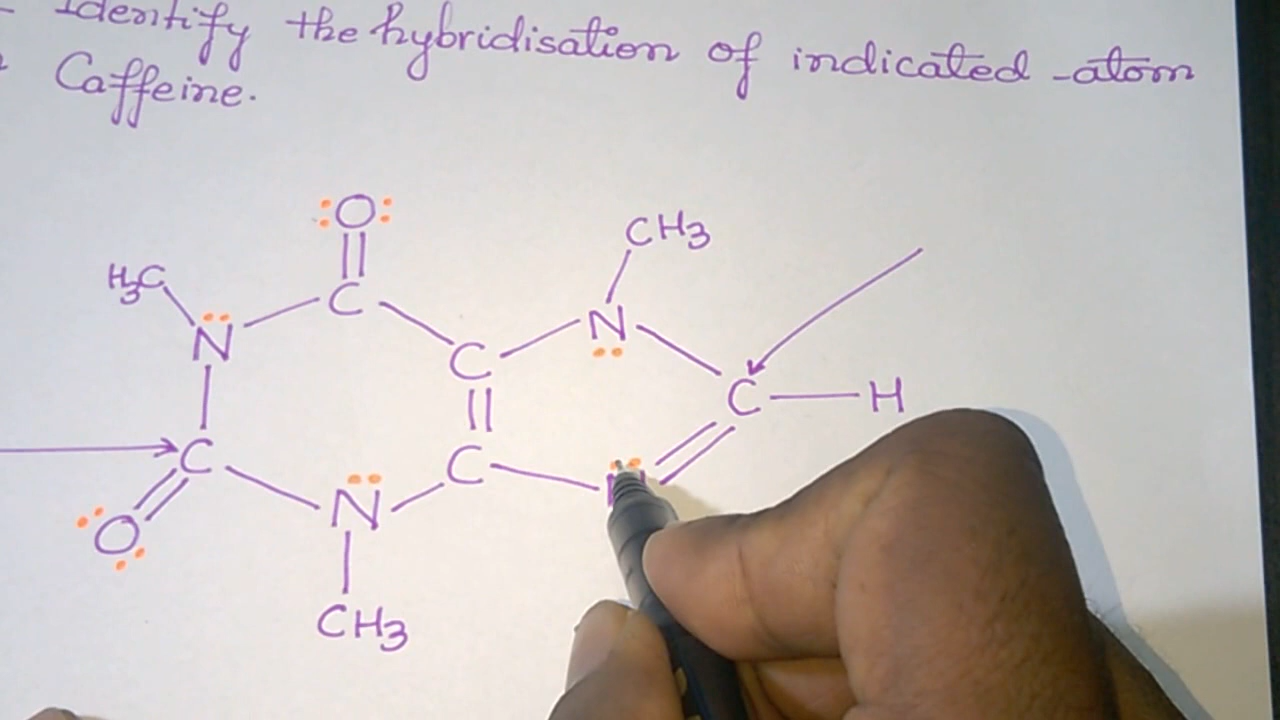 Identify the hybridisation of indicated atom
Caffeine.
O
CH3
H3C
C
N
N
C
C
H
C
C
N
N
O
CH3